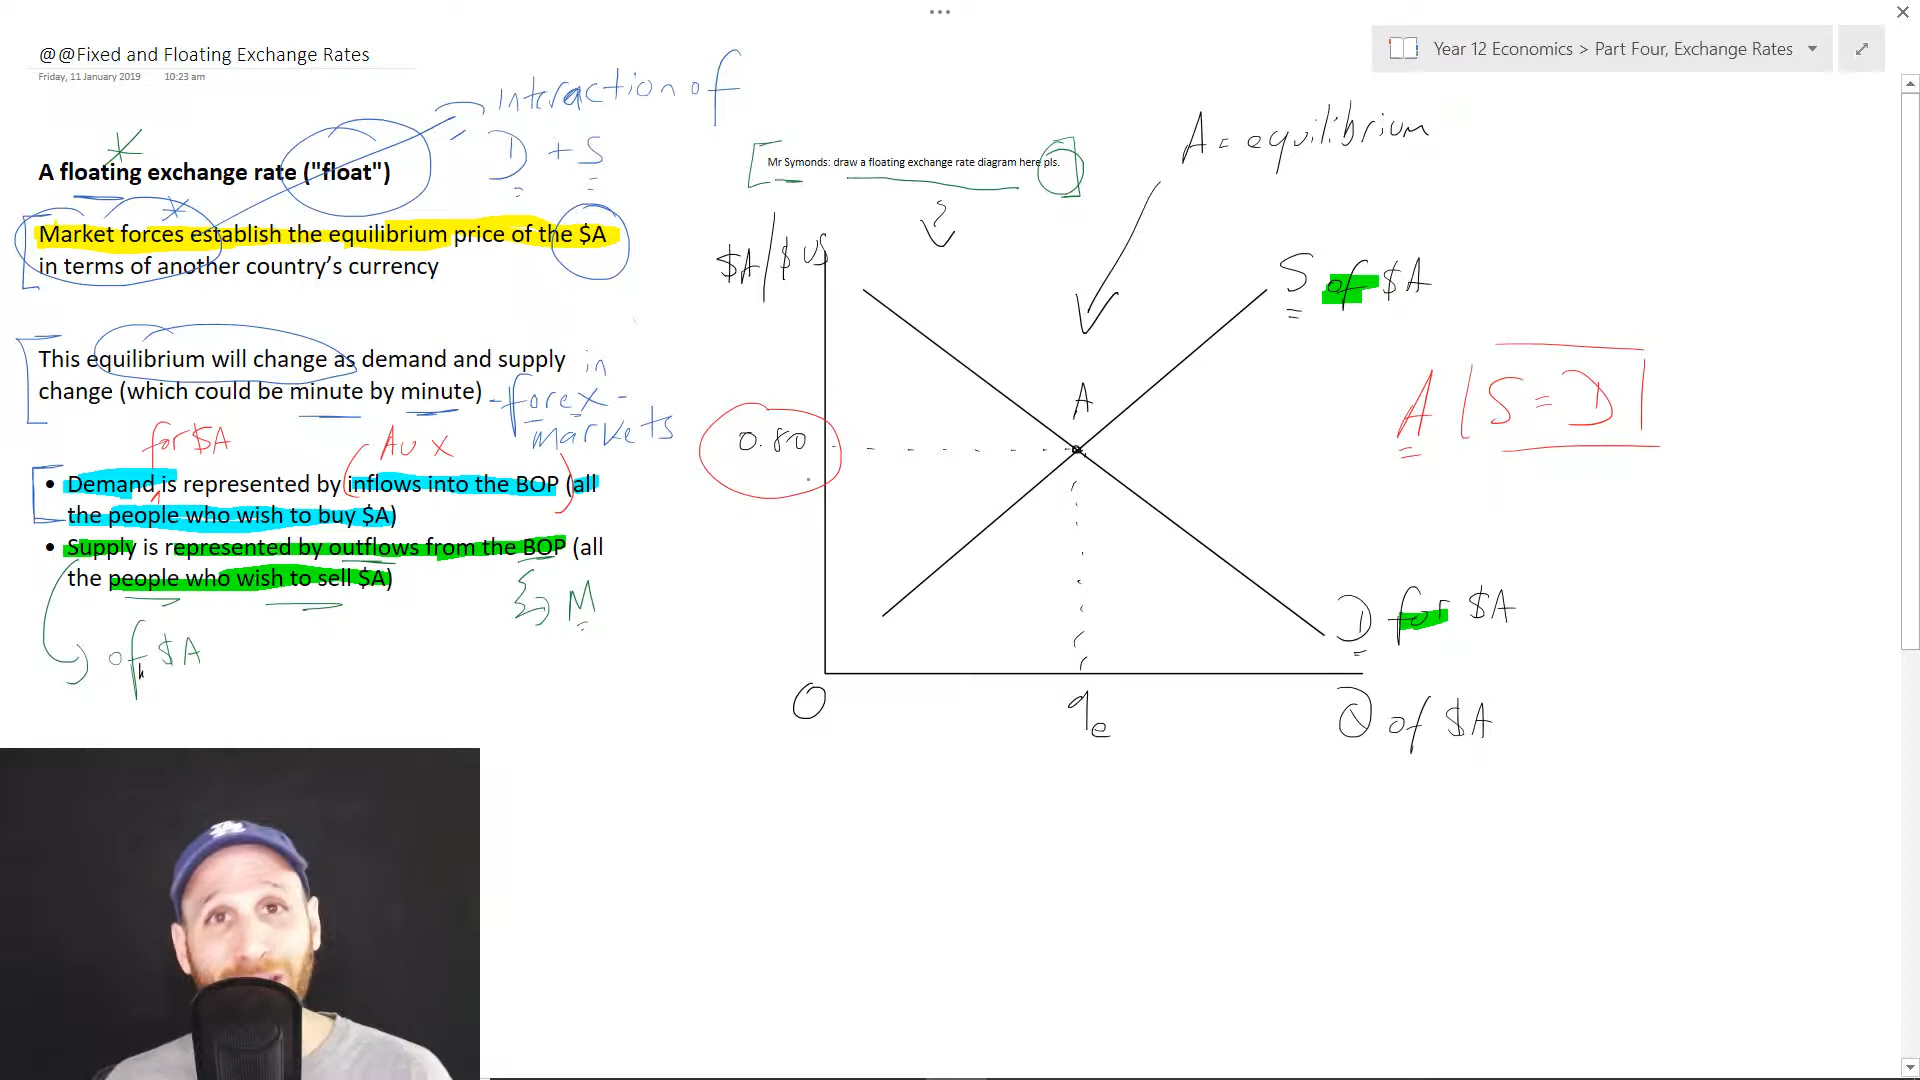 @@Fixed and Floating Exchange Rates
Friday, 11 January 2019 10:23 am
Year 12 Economics > Part Four, Exchange Rates
Interaction of
D + S
A floating exchange rate ("float")
Market forces establish the equilibrium price of the $A
in terms of another country's currency
This equilibrium will change as demand and supply
change (which could be minute by minute)
in
- forex -
markets
for $A
AU X
• Demand is represented by inflows into the BOP (all
the people who wish to buy $A)
• Supply is represented by outflows from the BOP (all
the people who wish to sell $A)
M
of $A
Mr Symonds: draw a floating exchange rate diagram here pls.
A = equilibrium
$A/$US
S of $A
A
0.80
A | S = D |
D for $A
O
qe
Q of $A
LA